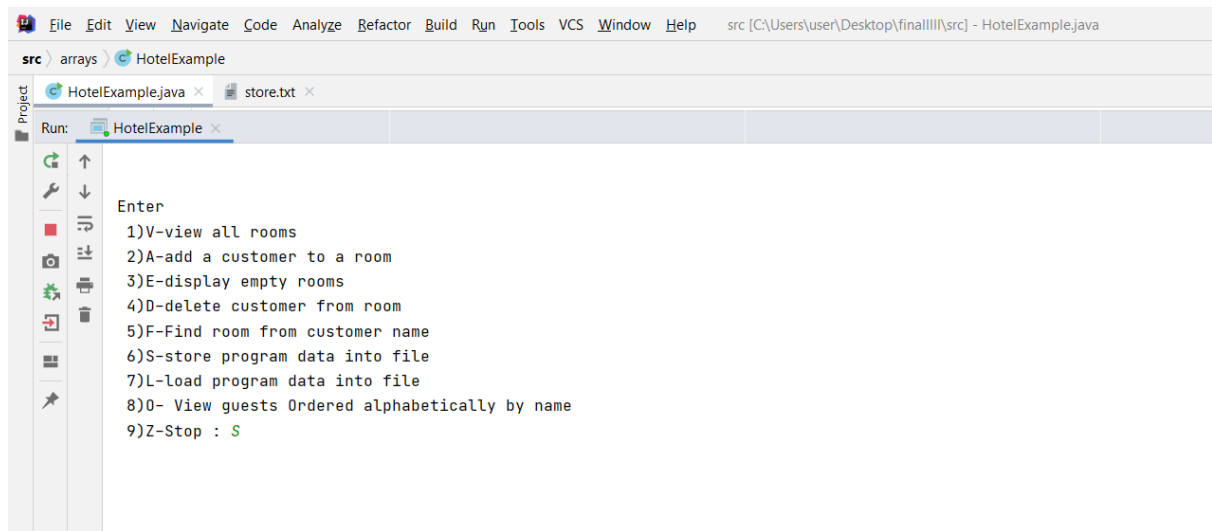 File Edit View Navigate Code Analyze Refactor Build Run Tools VCS Window Help src [C:\Users\user\Desktop\finalllll\src] - HotelExample.java
src arrays HotelExample
Project
HotelExample.java store.txt
Run: HotelExample
Enter
1)V-view all rooms
2)A-add a customer to a room
3)E-display empty rooms
4)D-delete customer from room
5)F-Find room from customer name
6)S-store program data into file
7)L-load program data into file
8)O- View guests Ordered alphabetically by name
9)Z-Stop : S